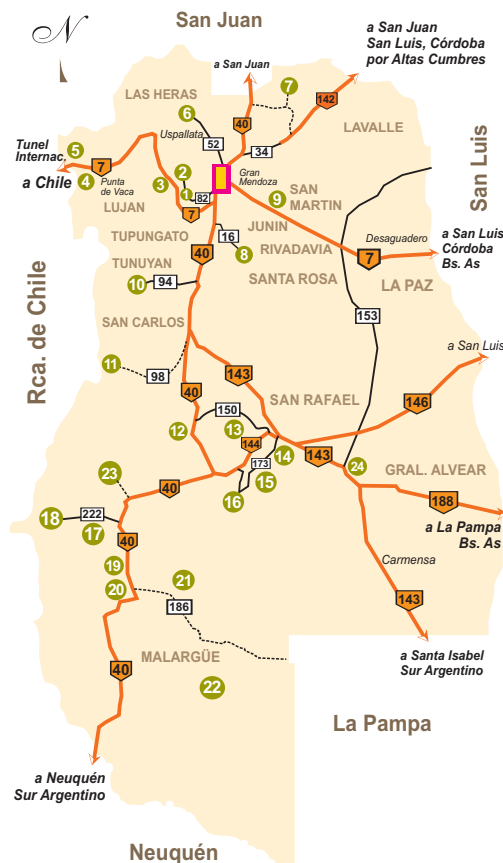 San Juan
N
a San Juan
San Luis, Córdoba
por Altas Cumbres
a San Juan
LAS HERAS
7
6
142
40
LAVALLE
Uspallata
52
34
5
Tunel
Internac.
7
4
Punta
de Vaca
a Chile
3
2
1
82
Gran
Mendoza
9
SAN
MARTIN
San Luis
LUJAN
7
JUNIN
16
TUPUNGATO
8
RIVADAVIA
Desaguadero
7
a San Luis
Córdoba
Bs. As
40
TUNUYAN
SANTA ROSA
LA PAZ
10
94
153
Rca. de Chile
SAN CARLOS
a San Luis
11
98
143
40
SAN RAFAEL
146
150
12
13
144
14
143
173
15
16
24
GRAL. ALVEAR
23
40
188
18
222
17
a La Pampa
Bs. As
40
19
Carmensa
20
21
186
143
MALARGÜE
40
22
a Santa Isabel
Sur Argentino
La Pampa
a Neuquén
Sur Argentino
Neuquén